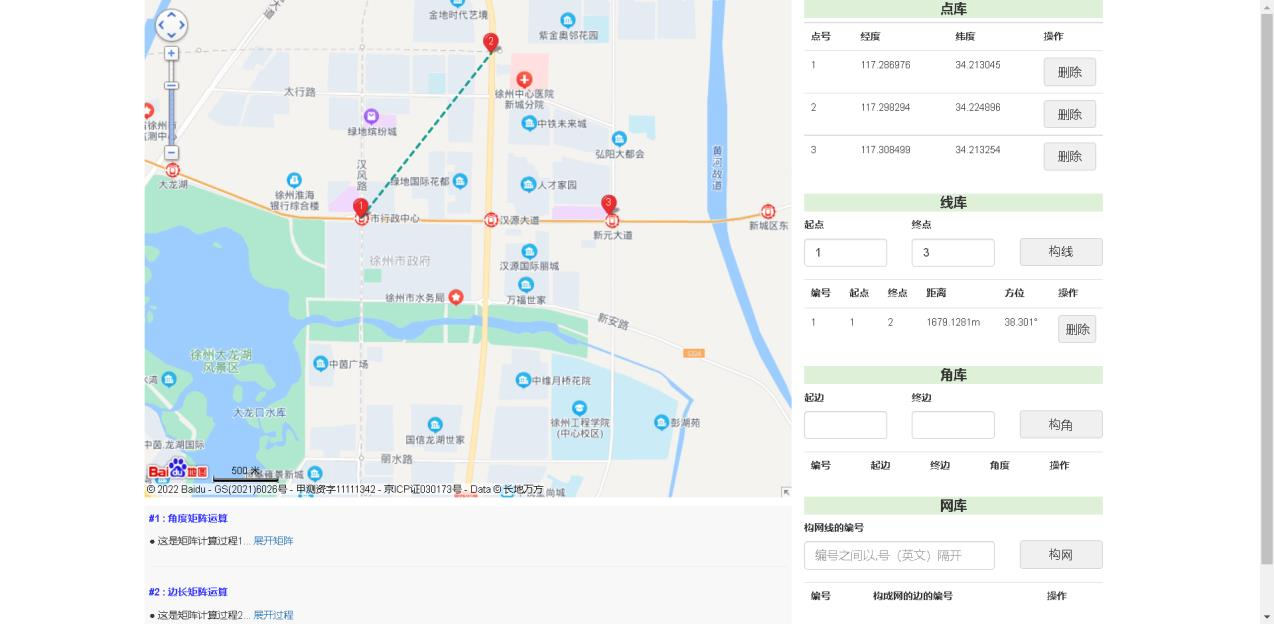 金地时代艺境
紫金奥邻花园
大道
2
徐州中心医院
新城分院
太行路
中铁未来城
绿地缤纷城
弘阳大都会
黄河故道
汉风路
大龙湖
徐州淮海
银行综合楼
绿地国际花都
人才家园
1
市行政中心
汉源大道
3
新元大道
新城区东
徐州市政府
汉源国际丽城
徐州市水务局
万福世家
新安路
徐州大龙湖
风景区
中茵广场
中维月桥花院
大龙口水库
徐州工程学院
(中心校区)
彭湖苑
国信龙湖世家
中茵.龙湖国际
丽水路
Bai 地图
500 米
© 2022 Baidu - GS(2021)6026号 - 甲测资字11111342 - 京ICP证030173号 - Data © 长地万方
#1 : 角度矩阵运算
● 这是矩阵计算过程1... 展开矩阵
#2 : 边长矩阵运算
● 这是矩阵计算过程2... 展开过程
点库
点号 经度 纬度 操作
1 117.286976 34.213045 删除
2 117.298294 34.224896 删除
3 117.308499 34.213254 删除
线库
起点 终点
1 3 构线
编号 起点 终点 距离 方位 操作
1 1 2 1679.1281m 38.301° 删除
角库
起边 终边
构角
编号 起边 终边 角度 操作
网库
构网线的编号
编号之间以,号（英文）隔开 构网
编号 构成网的边的编号 操作